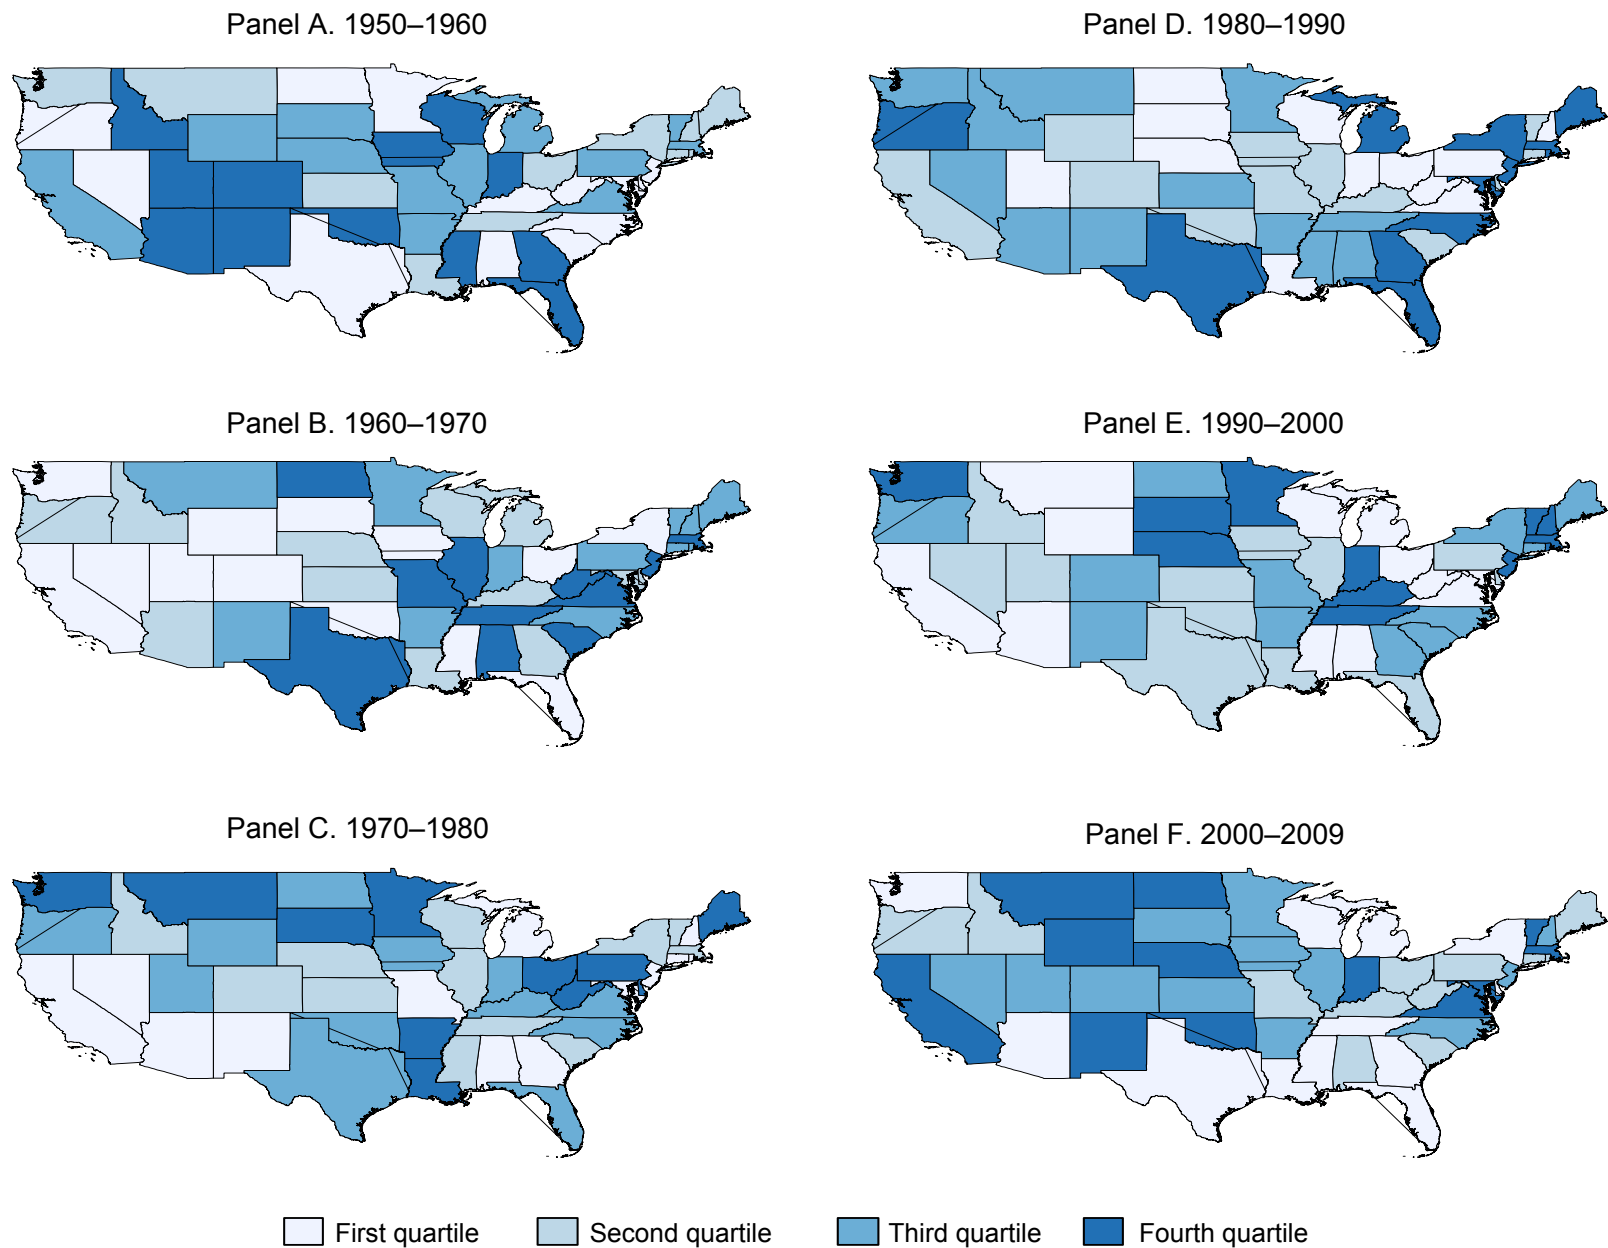 Panel A. 1950–1960
Panel D. 1980–1990
Panel B. 1960–1970
Panel E. 1990–2000
Panel C. 1970–1980
Panel F. 2000–2009
First quartile
Second quartile
Third quartile
Fourth quartile